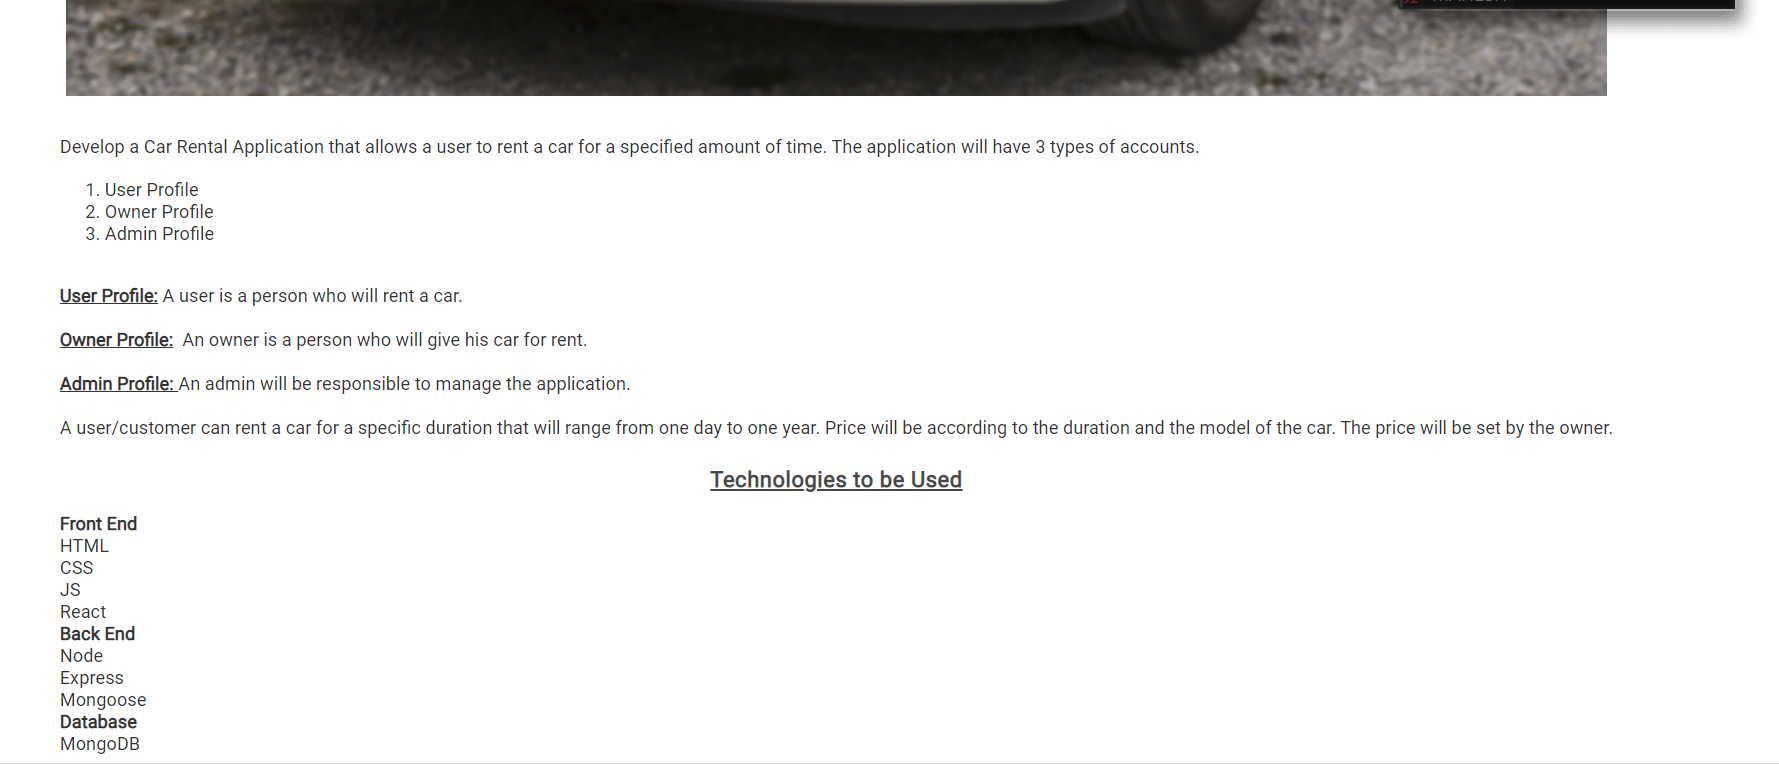 Develop a Car Rental Application that allows a user to rent a car for a specified amount of time. The application will have 3 types of accounts.
1. User Profile
2. Owner Profile
3. Admin Profile
User Profile: A user is a person who will rent a car.
Owner Profile:  An owner is a person who will give his car for rent.
Admin Profile: An admin will be responsible to manage the application.
A user/customer can rent a car for a specific duration that will range from one day to one year. Price will be according to the duration and the model of the car. The price will be set by the owner.
Technologies to be Used
Front End
HTML
CSS
JS
React
Back End
Node
Express
Mongoose
Database
MongoDB